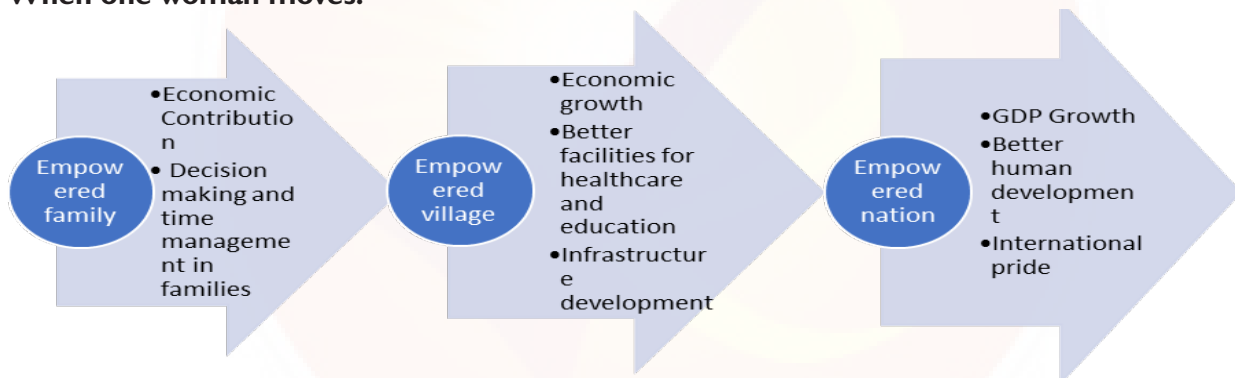 When one woman moves:
Empow
ered
family
•Economic
Contributio
n
• Decision
making and
time
manageme
nt in
families
Empow
ered
village
•Economic
growth
•Better
facilities for
healthcare
and
education
•Infrastructur
e
development
Empow
ered
nation
•GDP Growth
•Better
human
developmen
t
•International
pride